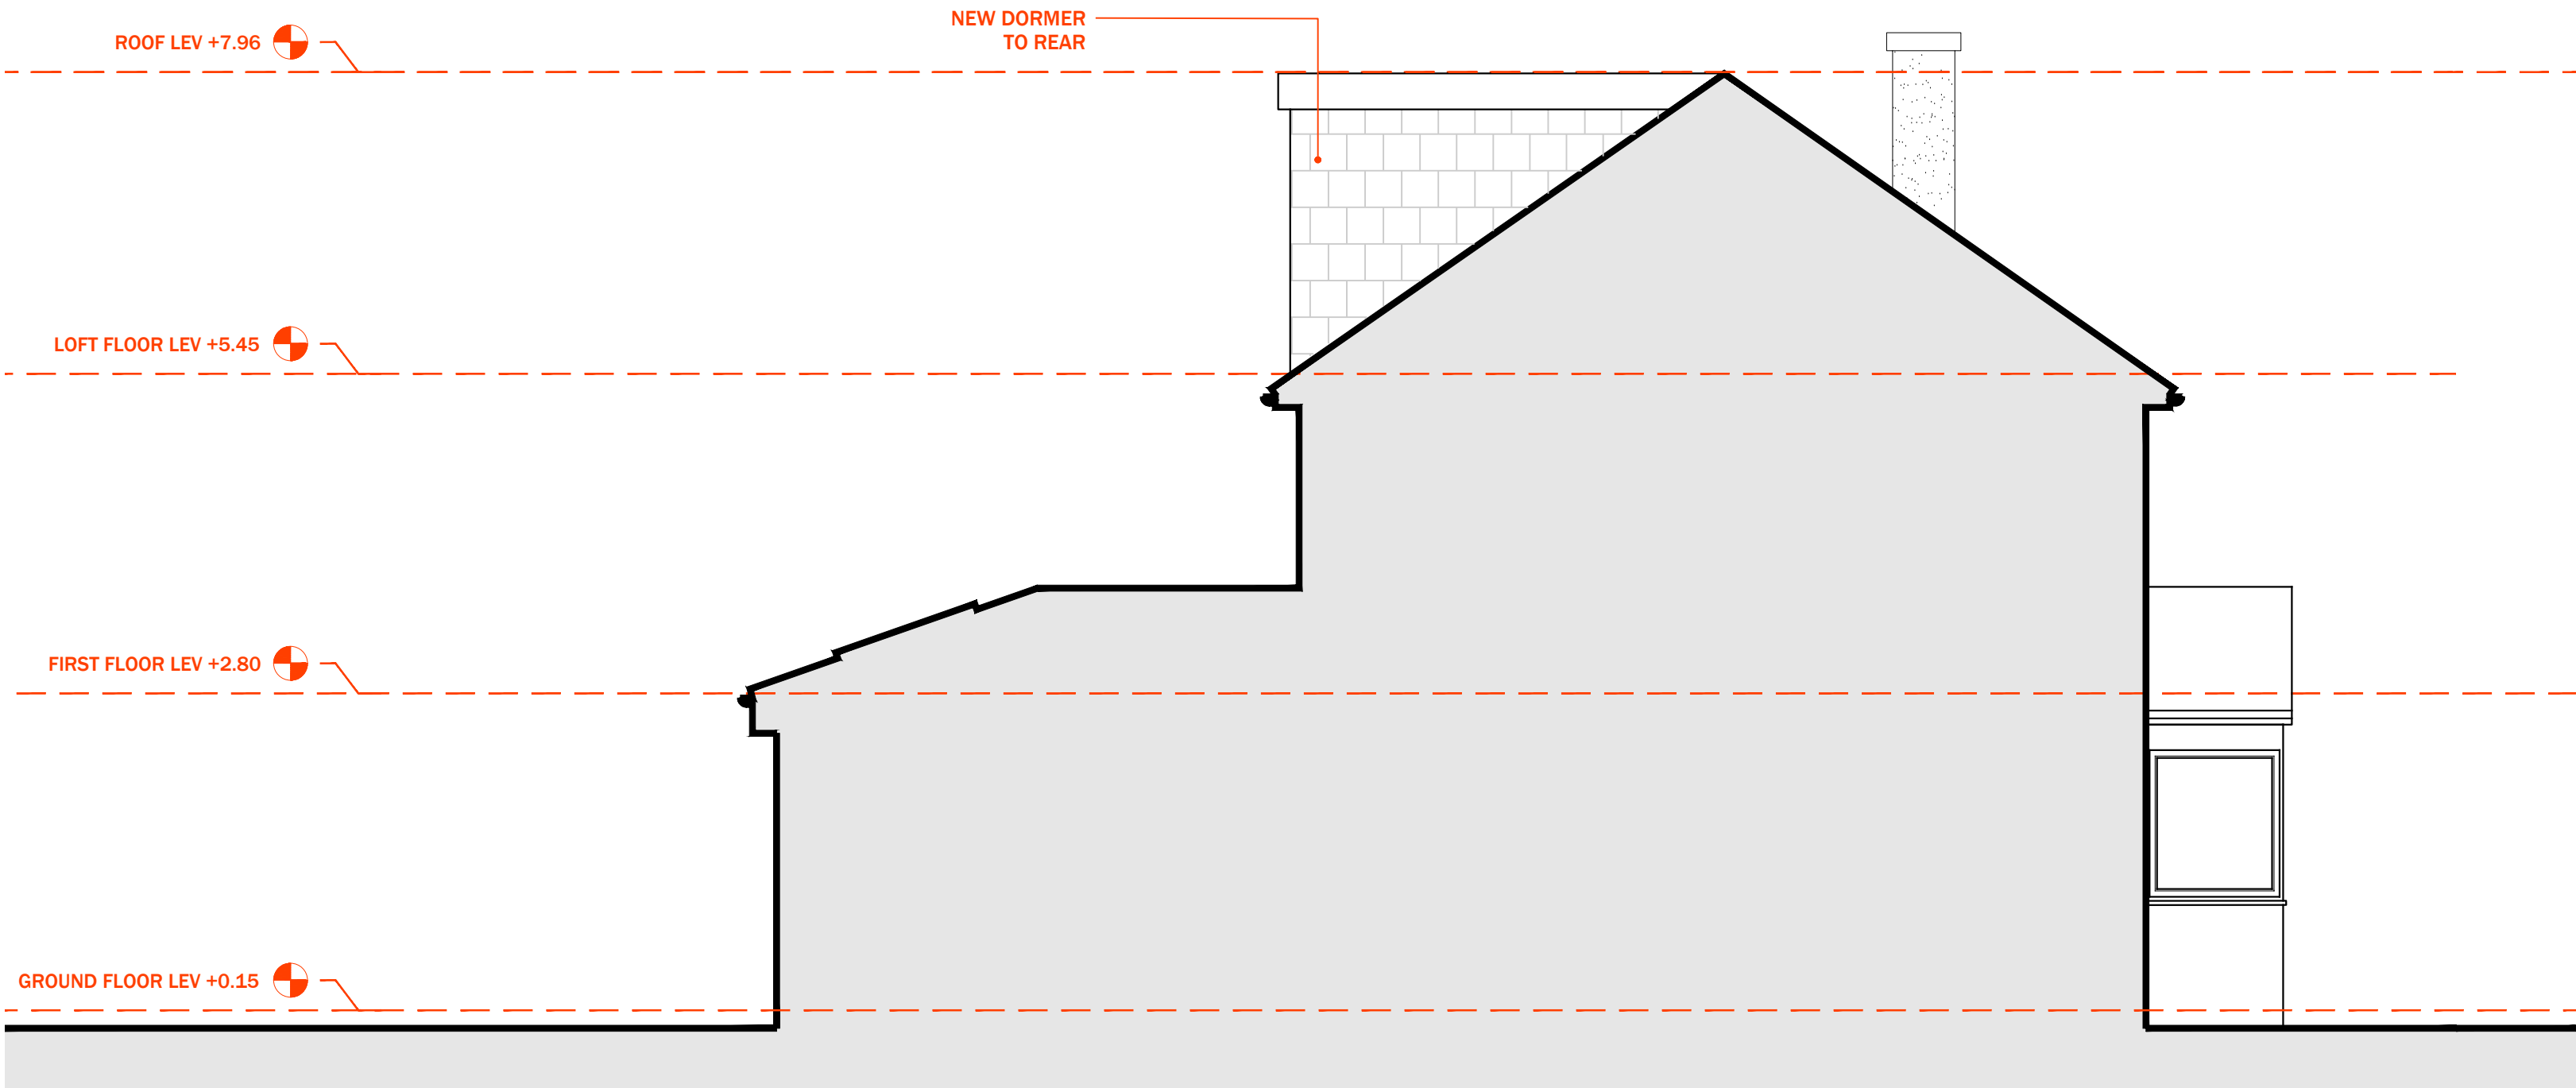 NEW DORMER
TO REAR
ROOF LEV +7.96
LOFT FLOOR LEV +5.45
FIRST FLOOR LEV +2.80
GROUND FLOOR LEV +0.15